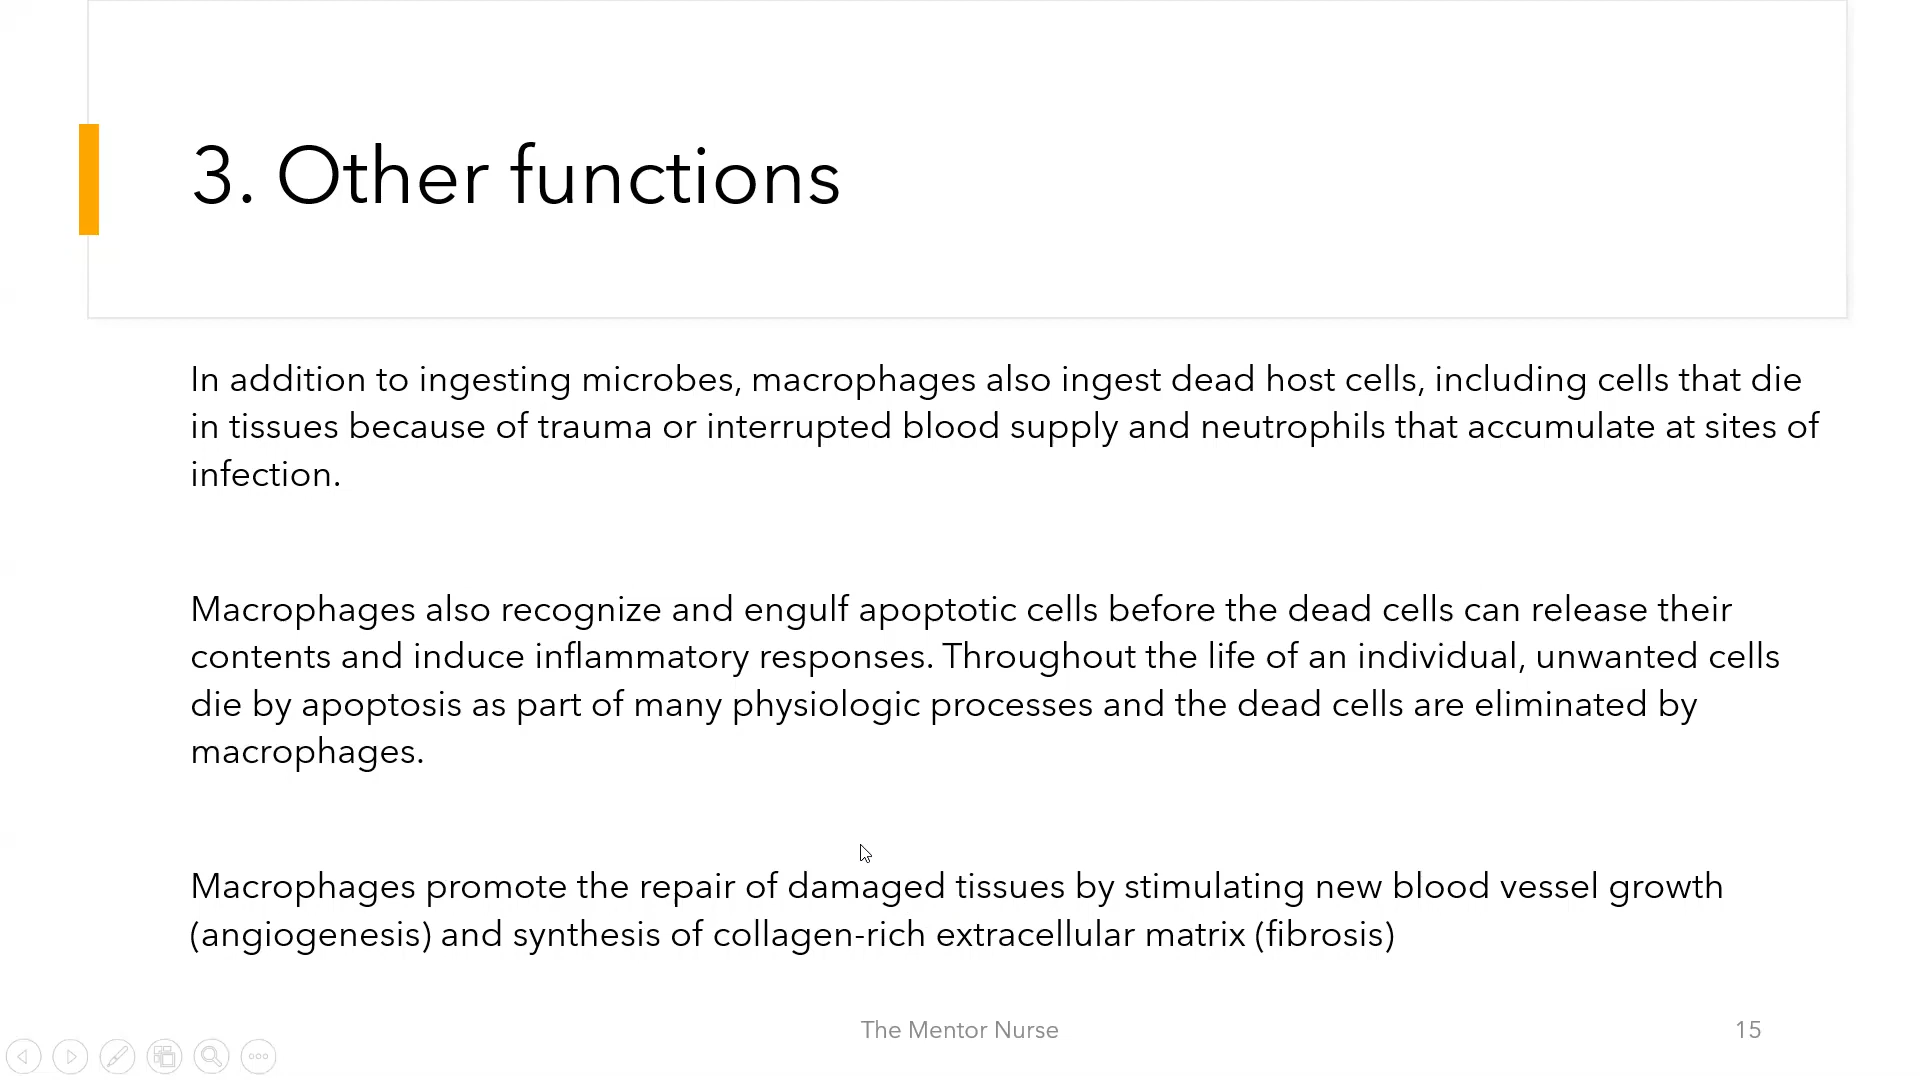 3. Other functions
In addition to ingesting microbes, macrophages also ingest dead host cells, including cells that die
in tissues because of trauma or interrupted blood supply and neutrophils that accumulate at sites of
infection.
Macrophages also recognize and engulf apoptotic cells before the dead cells can release their
contents and induce inflammatory responses. Throughout the life of an individual, unwanted cells
die by apoptosis as part of many physiologic processes and the dead cells are eliminated by
macrophages.
Macrophages promote the repair of damaged tissues by stimulating new blood vessel growth
(angiogenesis) and synthesis of collagen-rich extracellular matrix (fibrosis)
The Mentor Nurse
15